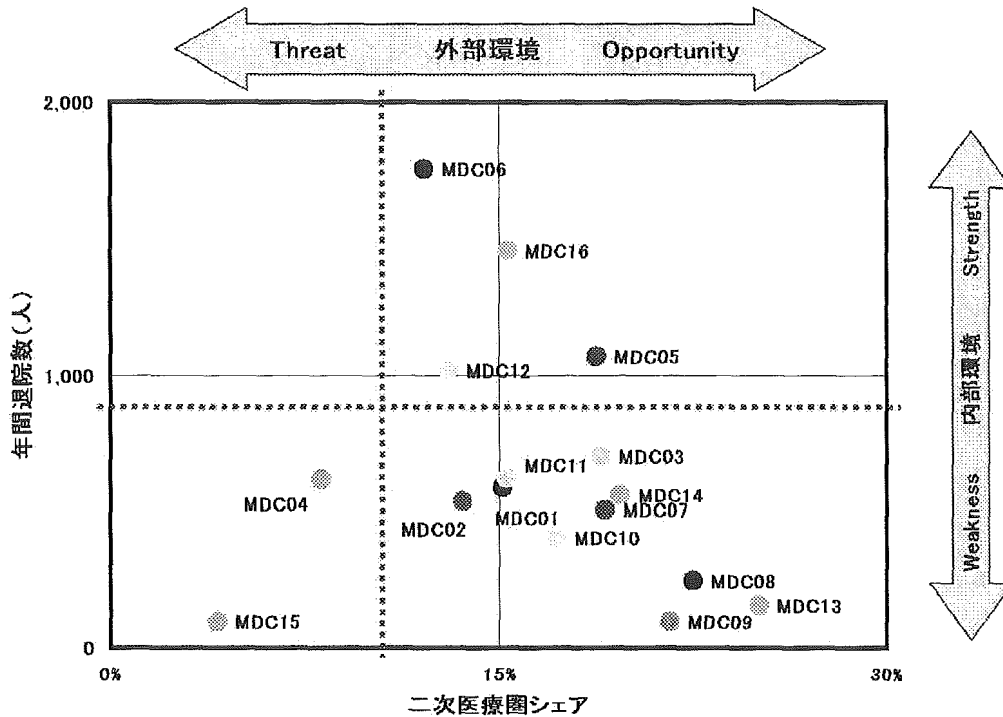 Threat 外部環境 Opportunity
2,000
MDC06
MDC16
MDC05
MDC12
1,000
MDC03
MDC11
MDC04
MDC14
MDC02
MDC01
MDC07
MDC10
MDC08
MDC13
MDC15
MDC09
0
0%
15%
30%
二次医療圏シェア
年間退院数(人)
Strength
内部環境
Weakness